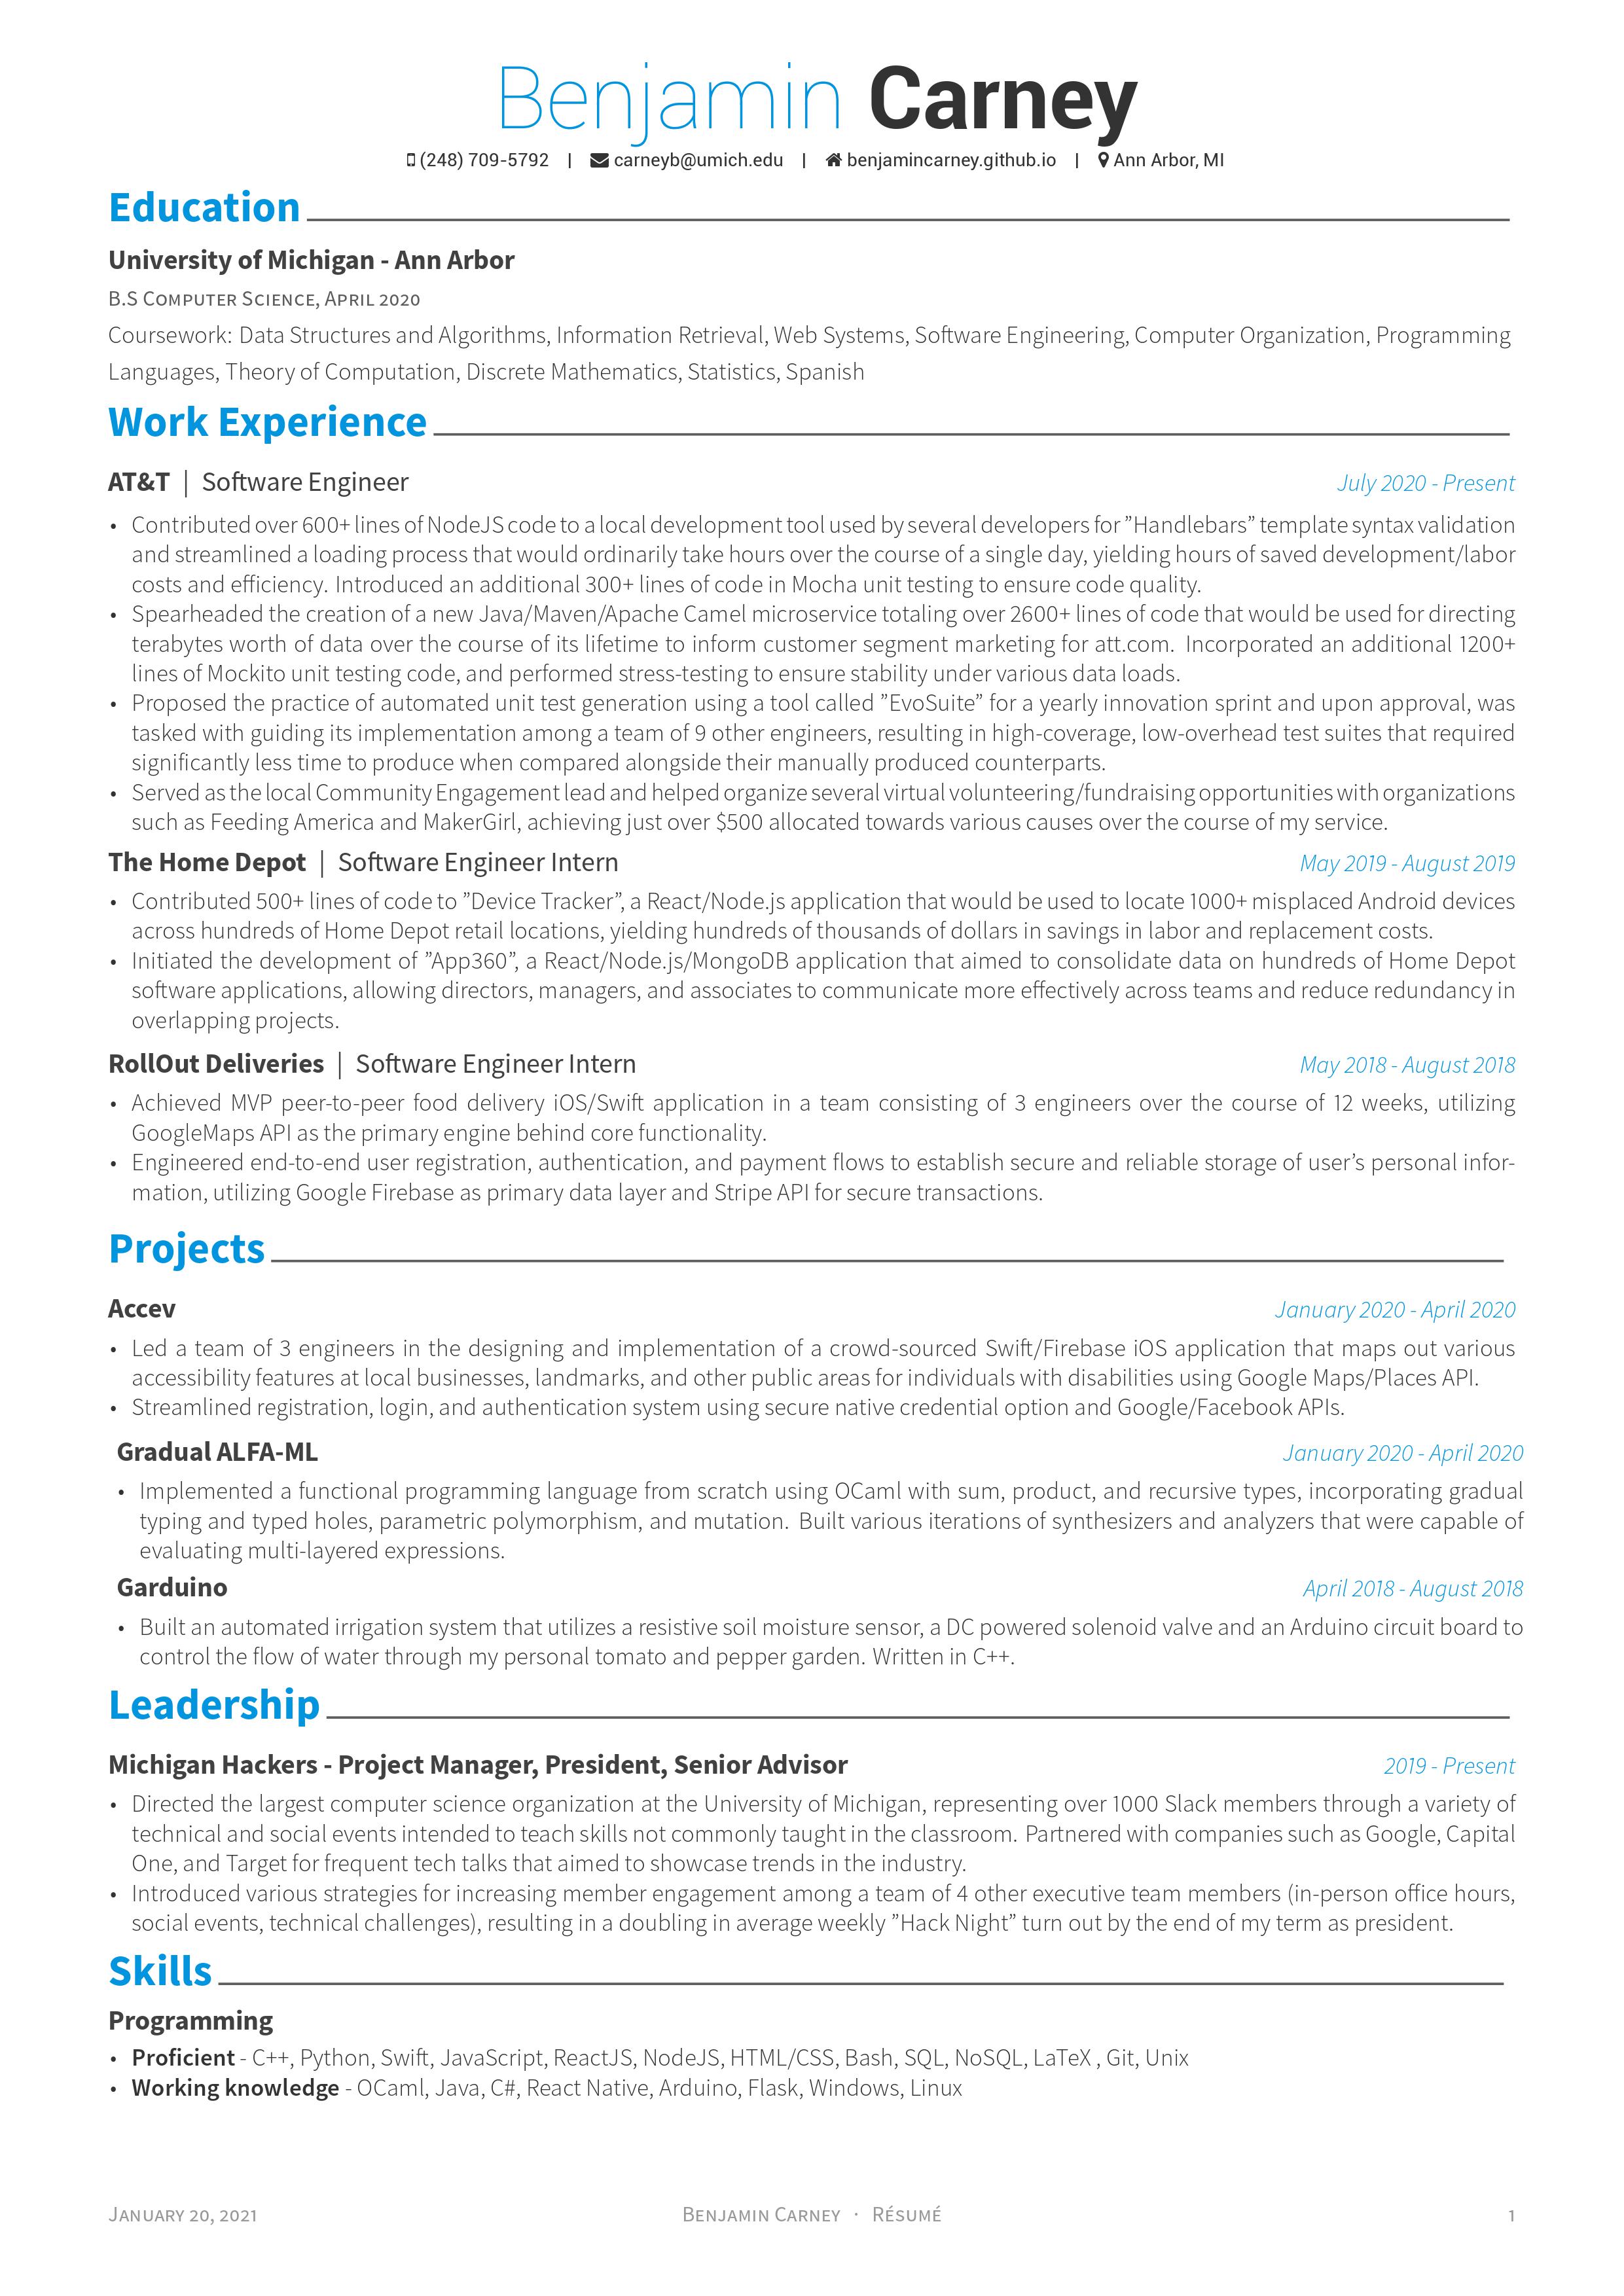 Benjamin Carney
(248) 709-5792 | carneyb@umich.edu | benjamincarney.github.io | Ann Arbor, MI
Education
University of Michigan - Ann Arbor
B.S Computer Science, April 2020
Coursework: Data Structures and Algorithms, Information Retrieval, Web Systems, Software Engineering, Computer Organization, Programming
Languages, Theory of Computation, Discrete Mathematics, Statistics, Spanish
Work Experience
AT&T | Software Engineer July 2020 - Present
• Contributed over 600+ lines of NodeJS code to a local development tool used by several developers for ”Handlebars” template syntax validation
and streamlined a loading process that would ordinarily take hours over the course of a single day, yielding hours of saved development/labor
costs and efficiency. Introduced an additional 300+ lines of code in Mocha unit testing to ensure code quality.
• Spearheaded the creation of a new Java/Maven/Apache Camel microservice totaling over 2600+ lines of code that would be used for directing
terabytes worth of data over the course of its lifetime to inform customer segment marketing for att.com. Incorporated an additional 1200+
lines of Mockito unit testing code, and performed stress-testing to ensure stability under various data loads.
• Proposed the practice of automated unit test generation using a tool called ”EvoSuite” for a yearly innovation sprint and upon approval, was
tasked with guiding its implementation among a team of 9 other engineers, resulting in high-coverage, low-overhead test suites that required
significantly less time to produce when compared alongside their manually produced counterparts.
• Served as the local Community Engagement lead and helped organize several virtual volunteering/fundraising opportunities with organizations
such as Feeding America and MakerGirl, achieving just over $500 allocated towards various causes over the course of my service.
The Home Depot | Software Engineer Intern May 2019 - August 2019
• Contributed 500+ lines of code to ”Device Tracker”, a React/Node.js application that would be used to locate 1000+ misplaced Android devices
across hundreds of Home Depot retail locations, yielding hundreds of thousands of dollars in savings in labor and replacement costs.
• Initiated the development of ”App360”, a React/Node.js/MongoDB application that aimed to consolidate data on hundreds of Home Depot
software applications, allowing directors, managers, and associates to communicate more effectively across teams and reduce redundancy in
overlapping projects.
RollOut Deliveries | Software Engineer Intern May 2018 - August 2018
• Achieved MVP peer-to-peer food delivery iOS/Swift application in a team consisting of 3 engineers over the course of 12 weeks, utilizing
GoogleMaps API as the primary engine behind core functionality.
• Engineered end-to-end user registration, authentication, and payment flows to establish secure and reliable storage of user’s personal infor-
mation, utilizing Google Firebase as primary data layer and Stripe API for secure transactions.
Projects
Accev January 2020 - April 2020
• Led a team of 3 engineers in the designing and implementation of a crowd-sourced Swift/Firebase iOS application that maps out various
accessibility features at local businesses, landmarks, and other public areas for individuals with disabilities using Google Maps/Places API.
• Streamlined registration, login, and authentication system using secure native credential option and Google/Facebook APIs.
Gradual ALFA-ML January 2020 - April 2020
• Implemented a functional programming language from scratch using OCaml with sum, product, and recursive types, incorporating gradual
typing and typed holes, parametric polymorphism, and mutation. Built various iterations of synthesizers and analyzers that were capable of
evaluating multi-layered expressions.
Garduino April 2018 - August 2018
• Built an automated irrigation system that utilizes a resistive soil moisture sensor, a DC powered solenoid valve and an Arduino circuit board to
control the flow of water through my personal tomato and pepper garden. Written in C++.
Leadership
Michigan Hackers - Project Manager, President, Senior Advisor 2019 - Present
• Directed the largest computer science organization at the University of Michigan, representing over 1000 Slack members through a variety of
technical and social events intended to teach skills not commonly taught in the classroom. Partnered with companies such as Google, Capital
One, and Target for frequent tech talks that aimed to showcase trends in the industry.
• Introduced various strategies for increasing member engagement among a team of 4 other executive team members (in-person office hours,
social events, technical challenges), resulting in a doubling in average weekly ”Hack Night” turn out by the end of my term as president.
Skills
Programming
• Proficient - C++, Python, Swift, JavaScript, ReactJS, NodeJS, HTML/CSS, Bash, SQL, NoSQL, LaTeX , Git, Unix
• Working knowledge - OCaml, Java, C#, React Native, Arduino, Flask, Windows, Linux
January 20, 2021 Benjamin Carney · Résumé 1